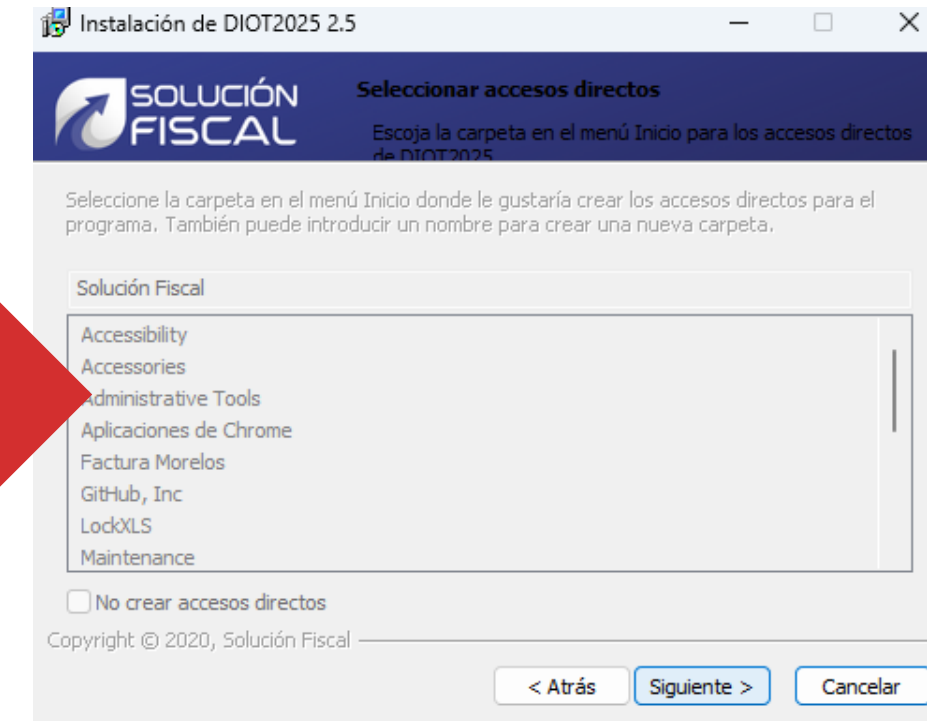 Instalación de DIOT2025 2.5
SOLUCIÓN
FISCAL
Seleccionar accesos directos
Escoja la carpeta en el menú Inicio para los accesos directos
de DIOT2025
Seleccione la carpeta en el menú Inicio donde le gustaría crear los accesos directos para el
programa. También puede introducir un nombre para crear una nueva carpeta.
Solución Fiscal
Accessibility
Accessories
Administrative Tools
Aplicaciones de Chrome
Factura Morelos
GitHub, Inc
LockXLS
Maintenance
No crear accesos directos
Copyright © 2020, Solución Fiscal
< Atrás
Siguiente >
Cancelar